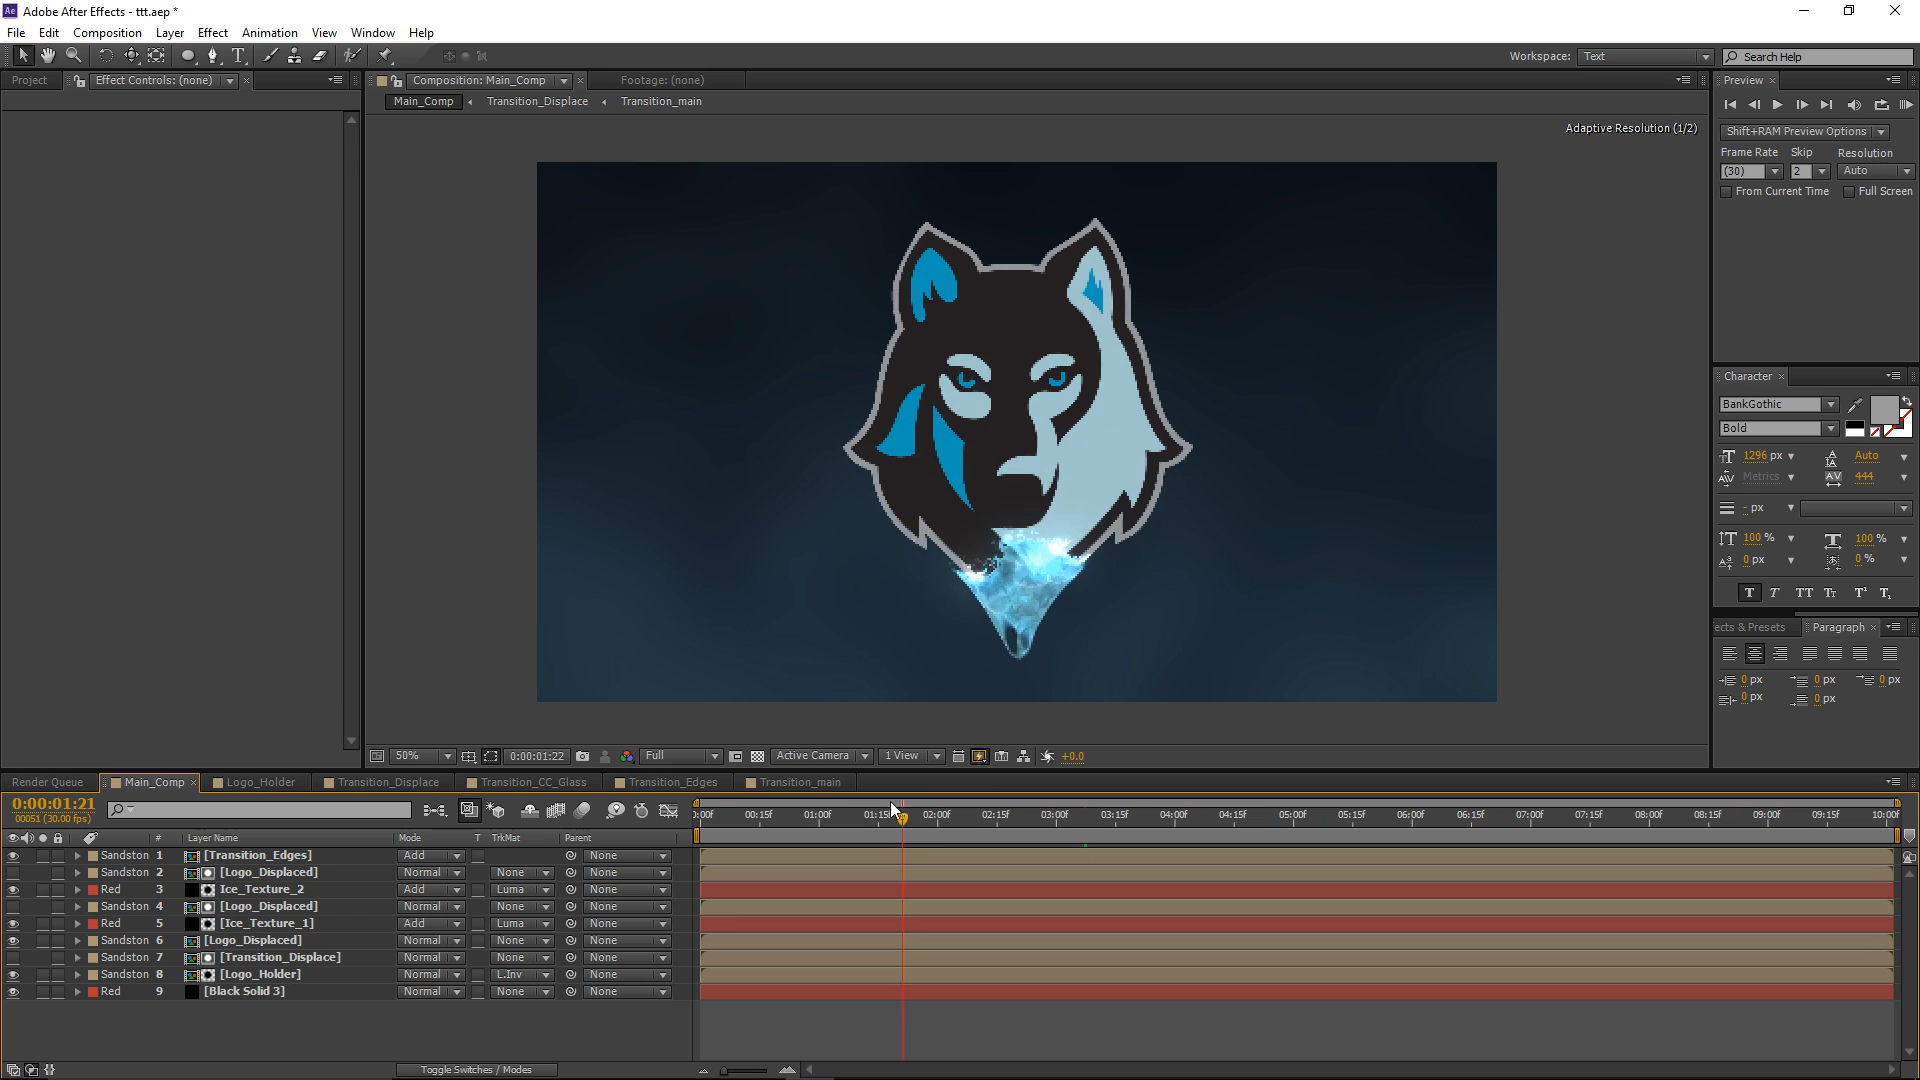 Ae Adobe After Effects - ttt.aep *
File Edit Composition Layer Effect Animation View Window Help
Workspace: Text Search Help
Project Effect Controls: (none) Composition: Main_Comp Footage: (none) Preview
Main_Comp Transition_Displace Transition_main
Adaptive Resolution (1/2)
Shift+RAM Preview Options
Frame Rate Skip Resolution
(30) 2 Auto
From Current Time Full Screen
Character
BankGothic
Bold
1296 px Auto
Metrics 444
- px
100 % 100 %
0 px 0 %
T T TT Tt T¹ T₁
ects & Presets Paragraph
0 px 0 px 0 px
0 px 0 px
50% 0:00:01:22 Full Active Camera 1 View +0.0
Render Queue Main_Comp Logo_Holder Transition_Displace Transition_CC_Glass Transition_Edges Transition_main
0:00:01:21
00051 (30.00 fps)
0:00f 00:15f 01:00f 01:15f 02:00f 02:15f 03:00f 03:15f 04:00f 04:15f 05:00f 05:15f 06:00f 06:15f 07:00f 07:15f 08:00f 08:15f 09:00f 09:15f 10:00f
# Layer Name Mode T TrkMat Parent
Sandston 1 [Transition_Edges] Add None
Sandston 2 [Logo_Displaced] Normal None None
Red 3 Ice_Texture_2 Add Luma None
Sandston 4 [Logo_Displaced] Normal None None
Red 5 [Ice_Texture_1] Add Luma None
Sandston 6 [Logo_Displaced] Normal None None
Sandston 7 [Transition_Displace] Normal None None
Sandston 8 [Logo_Holder] Normal L.Inv None
Red 9 [Black Solid 3] Normal None None
Toggle Switches / Modes